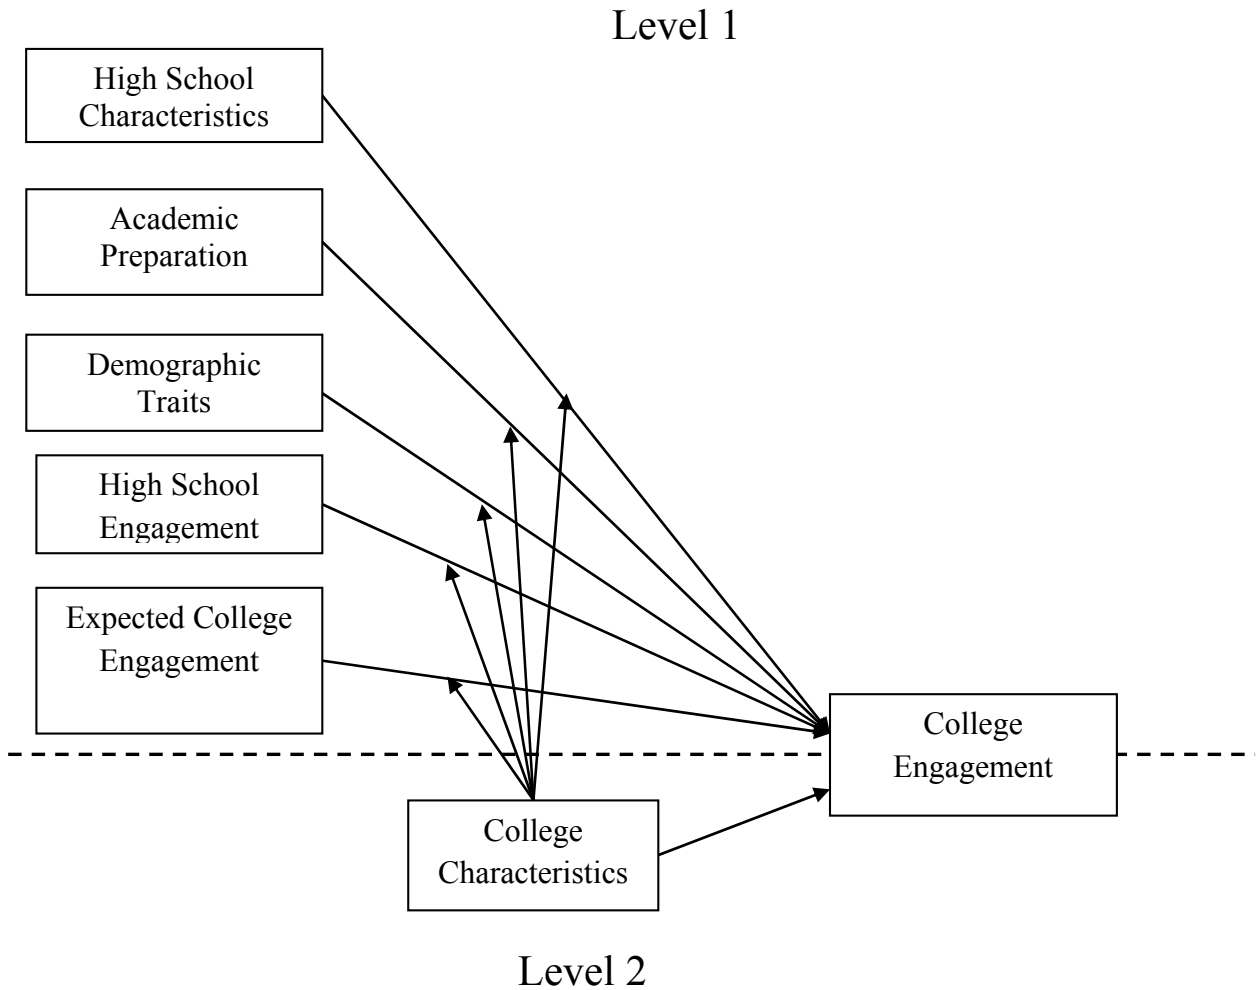 Level 1
High School
Characteristics
Academic
Preparation
Demographic
Traits
High School
Engagement
Expected College
Engagement
College
Engagement
College
Characteristics
Level 2